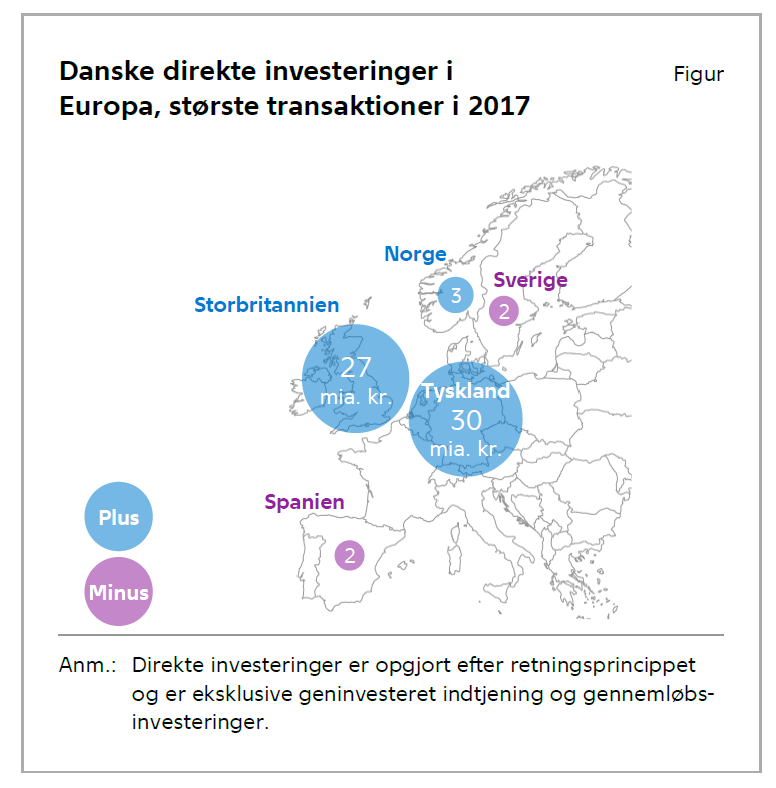 Danske direkte investeringer i
Europa, største transaktioner i 2017
Figur
Norge
3
Sverige
2
Storbritannien
27
mia. kr.
Tyskland
30
mia. kr.
Spanien
2
Plus
Minus
Anm.: Direkte investeringer er opgjort efter retningsprincippet
og er eksklusive geninvesteret indtjening og gennemløbs-
investeringer.